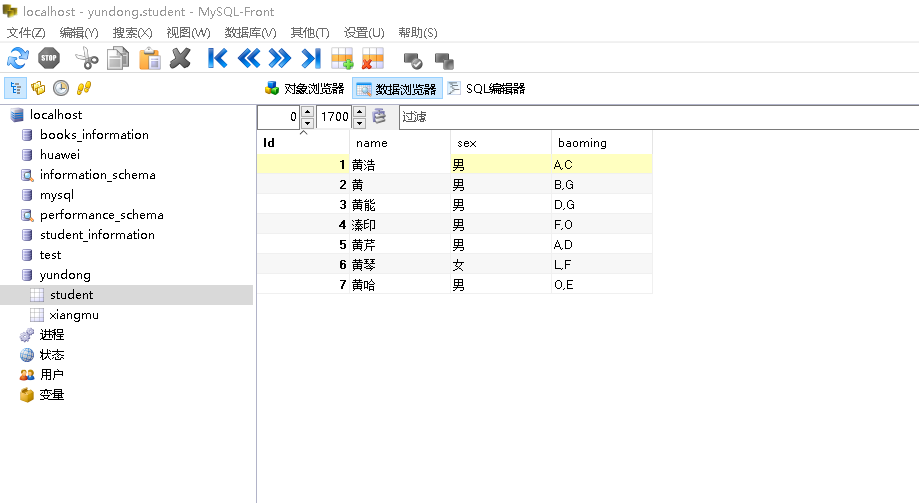 localhost - yundong.student - MySQL-Front
文件(Z) 编辑(Y) 搜索(X) 视图(W) 数据库(V) 其他(T) 设置(U) 帮助(S)
STOP
对象浏览器 数据浏览器 SQL编辑器
0 1700 过滤
localhost
books_information
huawei
information_schema
mysql
performance_schema
student_information
test
yundong
student
xiangmu
进程
状态
用户
变量
Id name sex baoming
1 黄浩 男 A,C
2 黄 男 B,G
3 黄能 男 D,G
4 溱印 男 F,O
5 黄芹 男 A,D
6 黄琴 女 L,F
7 黄哈 男 O,E